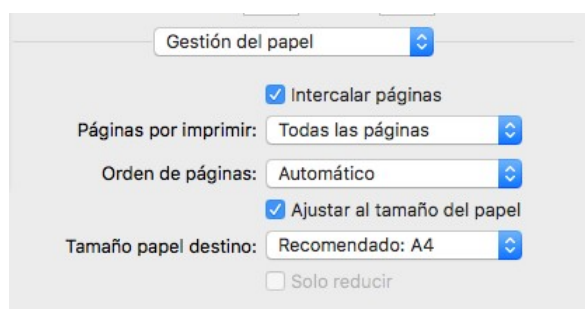 Gestión del papel
Intercalar páginas
Páginas por imprimir: Todas las páginas
Orden de páginas: Automático
Ajustar al tamaño del papel
Tamaño papel destino: Recomendado: A4
Solo reducir